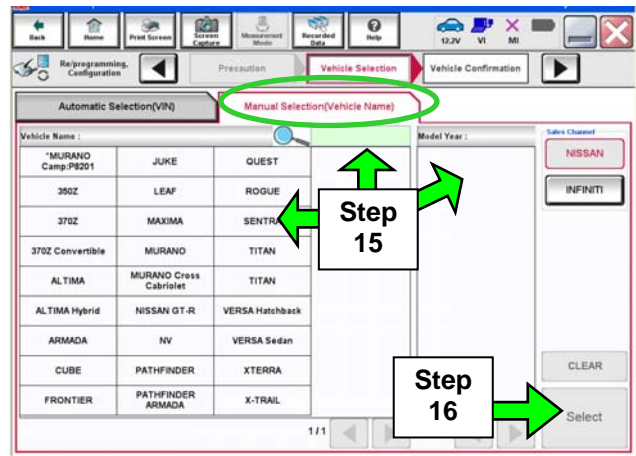 Back
Home
Print Screen
Screen
Capture
Measurement
Mode
Recorded
Data
Help
12.2V
VI
MI
Re/programming,
Configuration
Precaution
Vehicle Selection
Vehicle Confirmation
Automatic Selection(VIN)
Manual Selection(Vehicle Name)
Vehicle Name :
Model Year :
Sales Channel
*MURANO
Camp:P8201
JUKE
QUEST
NISSAN
350Z
LEAF
ROGUE
INFINITI
370Z
MAXIMA
SENTRA
Step
15
370Z Convertible
MURANO
TITAN
ALTIMA
MURANO Cross
Cabriolet
TITAN
ALTIMA Hybrid
NISSAN GT-R
VERSA Hatchback
ARMADA
NV
VERSA Sedan
CUBE
PATHFINDER
XTERRA
CLEAR
FRONTIER
PATHFINDER
ARMADA
X-TRAIL
Step
16
Select
1/1